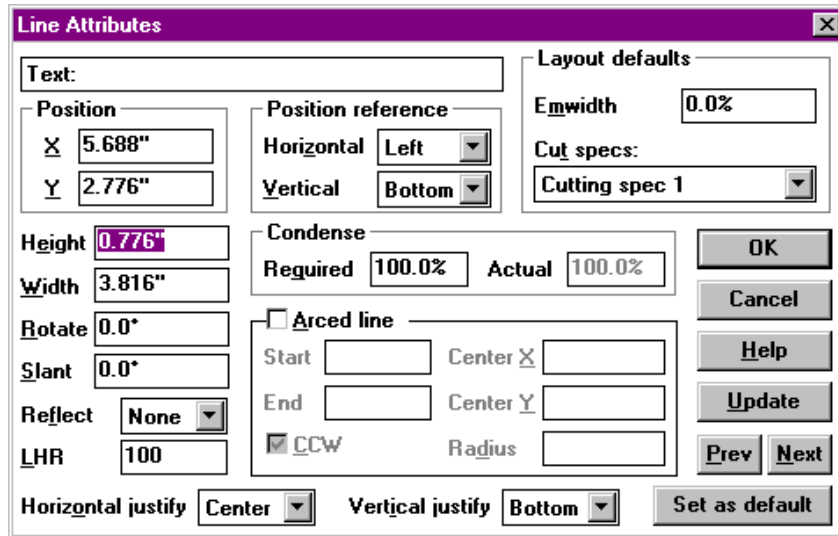 Line Attributes
Text:
Layout defaults
Emwidth 0.0%
Cut specs:
Cutting spec 1
Position
X 5.688"
Y 2.776"
Position reference
Horizontal Left
Vertical Bottom
Height 0.776"
Width 3.816"
Rotate 0.0°
Slant 0.0°
Reflect None
LHR 100
Condense
Required 100.0% Actual 100.0%
Arced line
Start Center X
End Center Y
CCW Radius
OK
Cancel
Help
Update
Prev Next
Horizontal justify Center Vertical justify Bottom Set as default